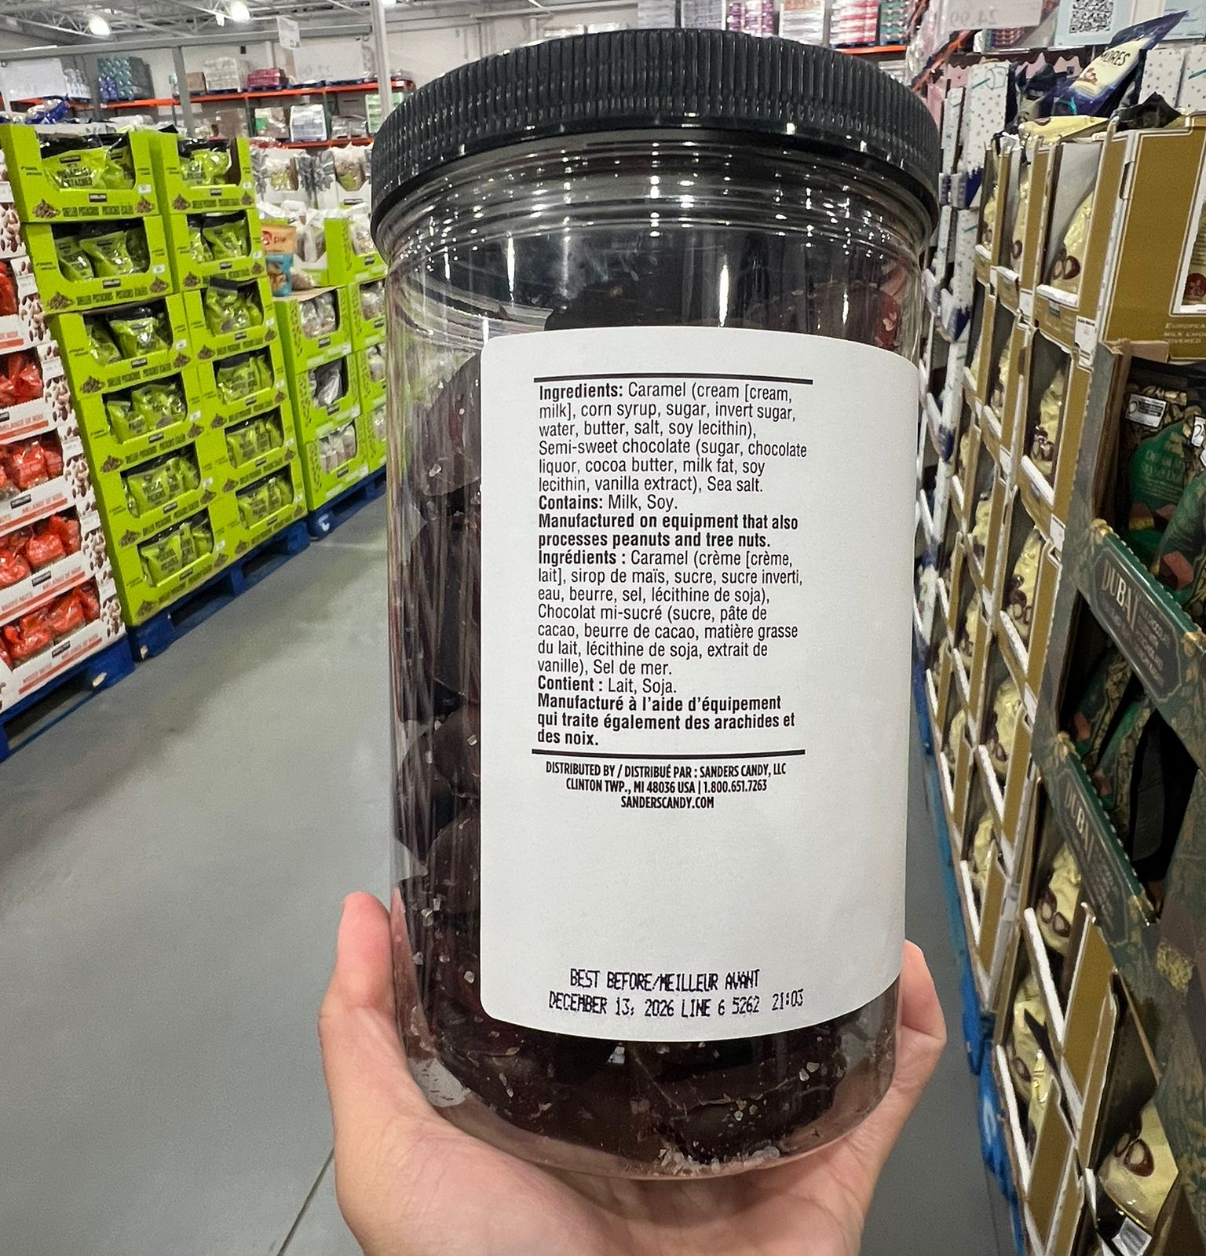 Ingredients: Caramel (cream [cream,
milk], corn syrup, sugar, invert sugar,
water, butter, salt, soy lecithin),
Semi-sweet chocolate (sugar, chocolate
liquor, cocoa butter, milk fat, soy
lecithin, vanilla extract), Sea salt.
Contains: Milk, Soy.
Manufactured on equipment that also
processes peanuts and tree nuts.
Ingrédients : Caramel (crème [crème,
lait], sirop de maïs, sucre, sucre inverti,
eau, beurre, sel, lécithine de soja),
Chocolat mi-sucré (sucre, pâte de
cacao, beurre de cacao, matière grasse
du lait, lécithine de soja, extrait de
vanille), Sel de mer.
Contient : Lait, Soja.
Manufacturé à l'aide d'équipement
qui traite également des arachides et
des noix.
DISTRIBUTED BY / DISTRIBUÉ PAR : SANDERS CANDY, LLC
CLINTON TWP., MI 48036 USA | 1.800.651.7263
SANDERSCANDY.COM
BEST BEFORE/MEILLEUR AVANT
DECEMBER 13, 2026 LINE 6 5262 21:03
DUBAI
DUBAI